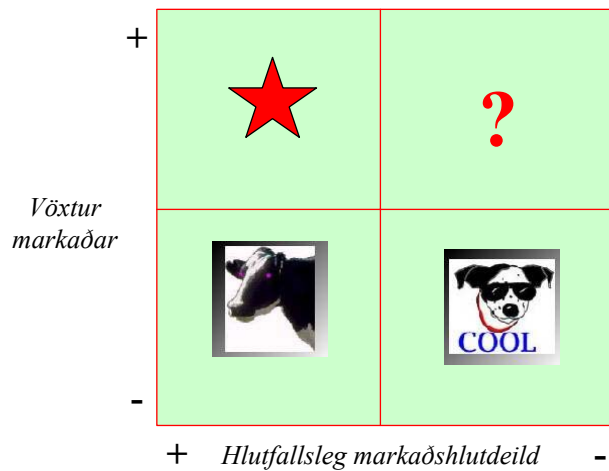 +
?
Vöxtur
markaðar
COOL
-
+ Hlutfallsleg markaðshlutdeild -